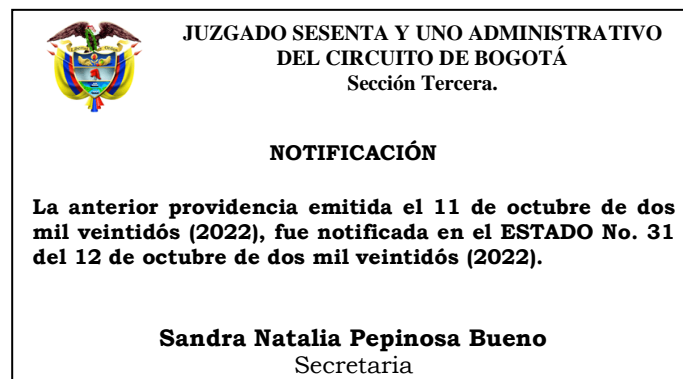 JUZGADO SESENTA Y UNO ADMINISTRATIVO
DEL CIRCUITO DE BOGOTÁ
Sección Tercera.
NOTIFICACIÓN
La anterior providencia emitida el 11 de octubre de dos
mil veintidós (2022), fue notificada en el ESTADO No. 31
del 12 de octubre de dos mil veintidós (2022).
Sandra Natalia Pepinosa Bueno
Secretaria